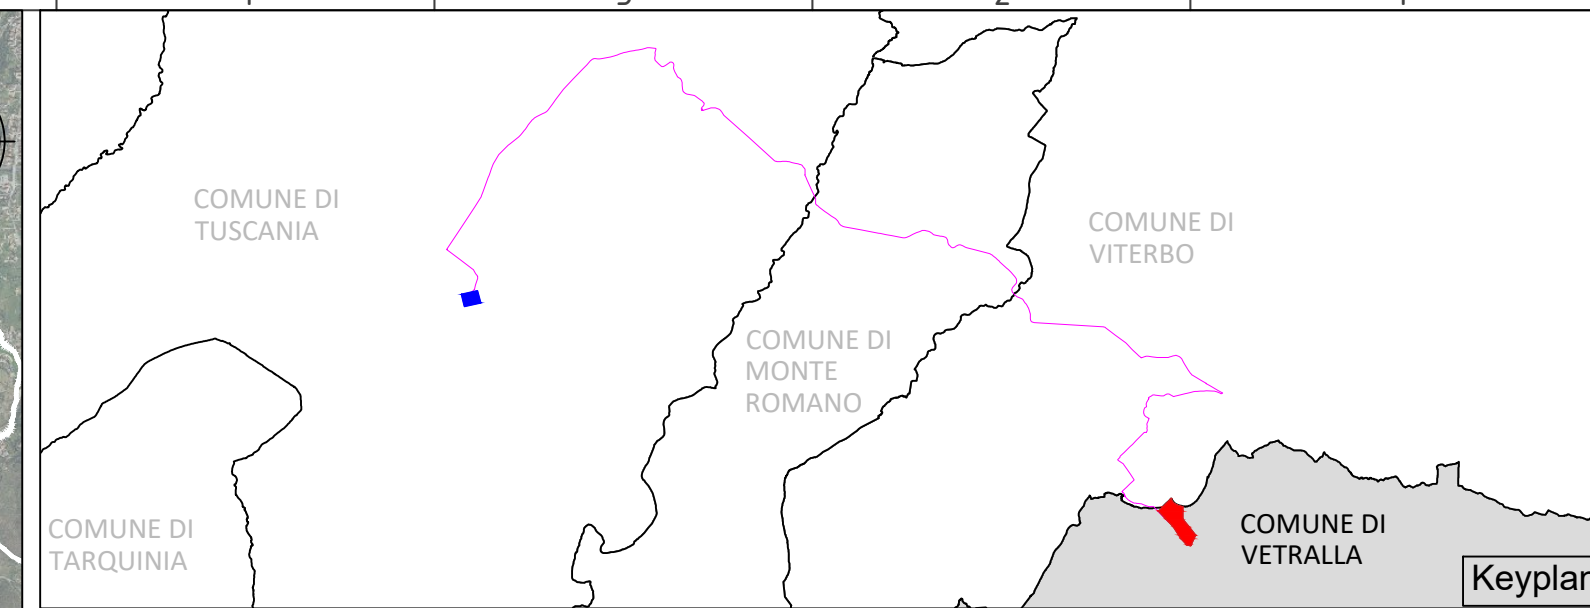 COMUNE DI
TUSCANIA
COMUNE DI
VITERBO
COMUNE DI
MONTE
ROMANO
COMUNE DI
TARQUINIA
COMUNE DI
VETRALLA
Keyplan